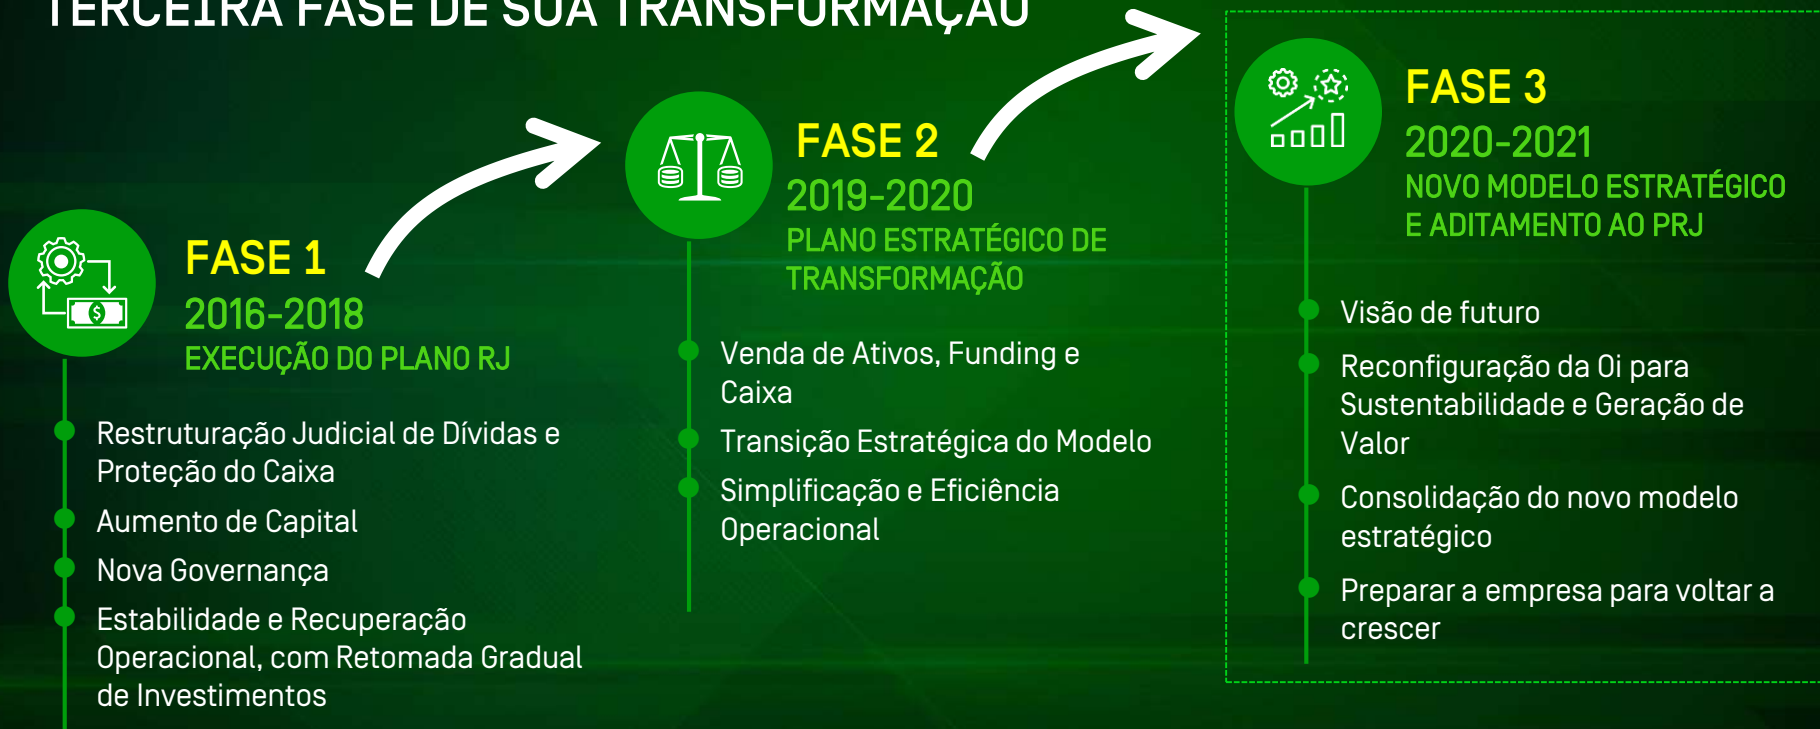 TERCEIRA FASE DE SUA TRANSFORMAÇÃO
FASE 1
2016-2018
EXECUÇÃO DO PLANO RJ
Restruturação Judicial de Dívidas e
Proteção do Caixa
Aumento de Capital
Nova Governança
Estabilidade e Recuperação
Operacional, com Retomada Gradual
de Investimentos
FASE 2
2019-2020
PLANO ESTRATÉGICO DE
TRANSFORMAÇÃO
Venda de Ativos, Funding e
Caixa
Transição Estratégica do Modelo
Simplificação e Eficiência
Operacional
FASE 3
2020-2021
NOVO MODELO ESTRATÉGICO
E ADITAMENTO AO PRJ
Visão de futuro
Reconfiguração da Oi para
Sustentabilidade e Geração de
Valor
Consolidação do novo modelo
estratégico
Preparar a empresa para voltar a
crescer